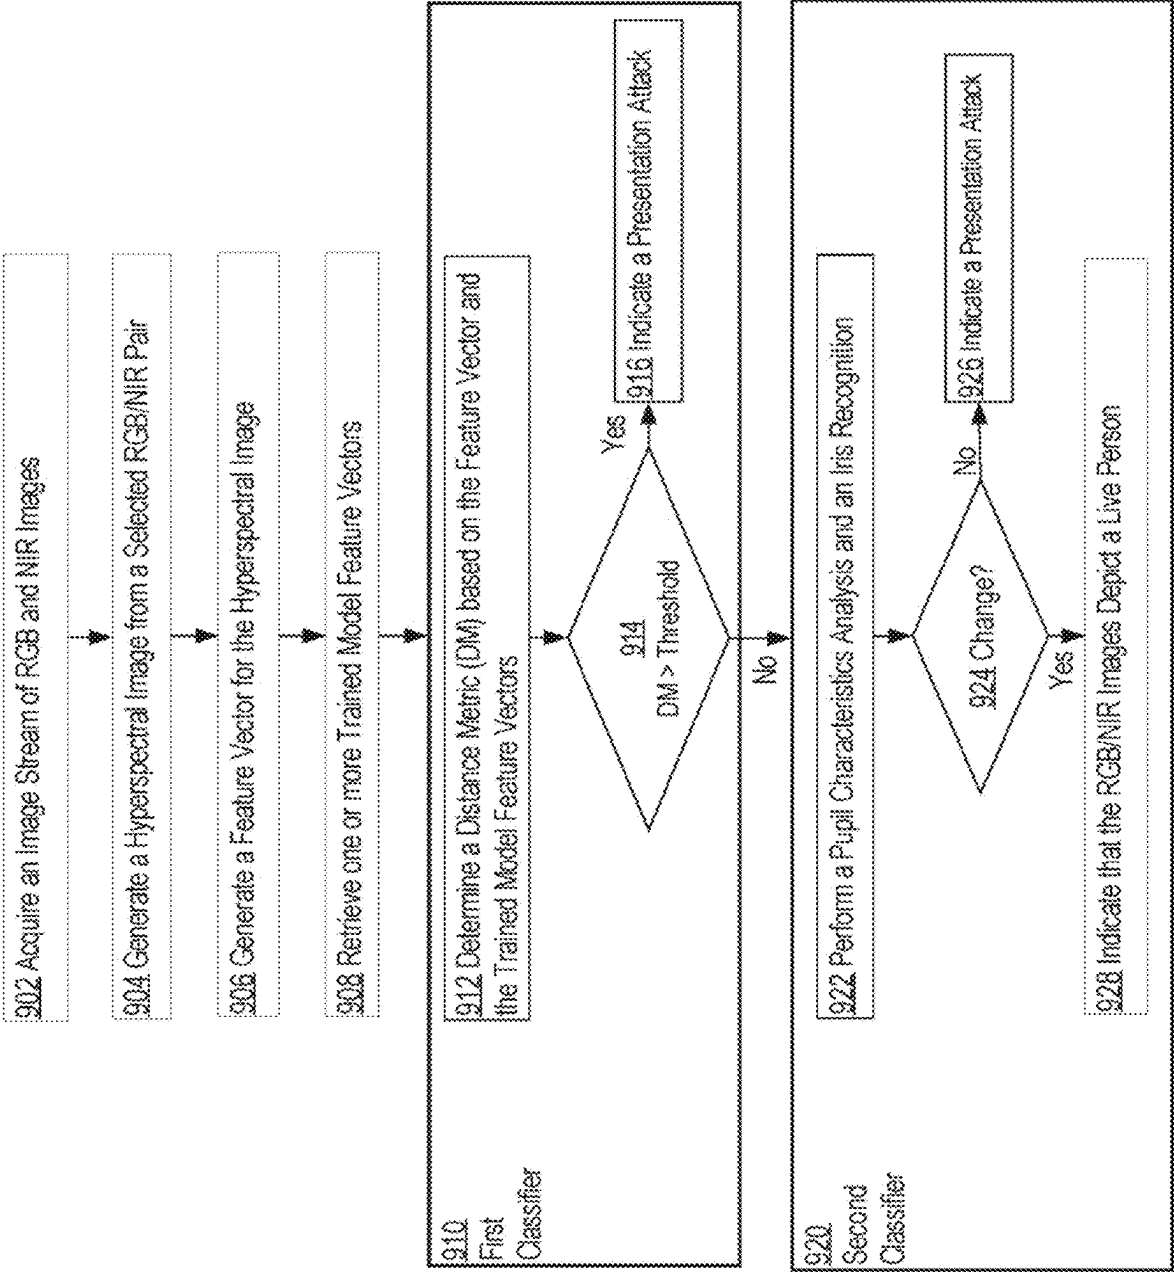 902 Acquire an Image Stream of RGB and NIR Images
904 Generate a Hyperspectral Image from a Selected RGB/NIR Pair
906 Generate a Feature Vector for the Hyperspectral Image
908 Retrieve one or more Trained Model Feature Vectors
910
First
Classifier
912 Determine a Distance Metric (DM) based on the Feature Vector and
the Trained Model Feature Vectors
914
DM > Threshold
Yes
916 Indicate a Presentation Attack
No
920
Second
Classifier
922 Perform a Pupil Characteristics Analysis and an Iris Recognition
924 Change?
No
926 Indicate a Presentation Attack
Yes
928 Indicate that the RGB/NIR Images Depict a Live Person